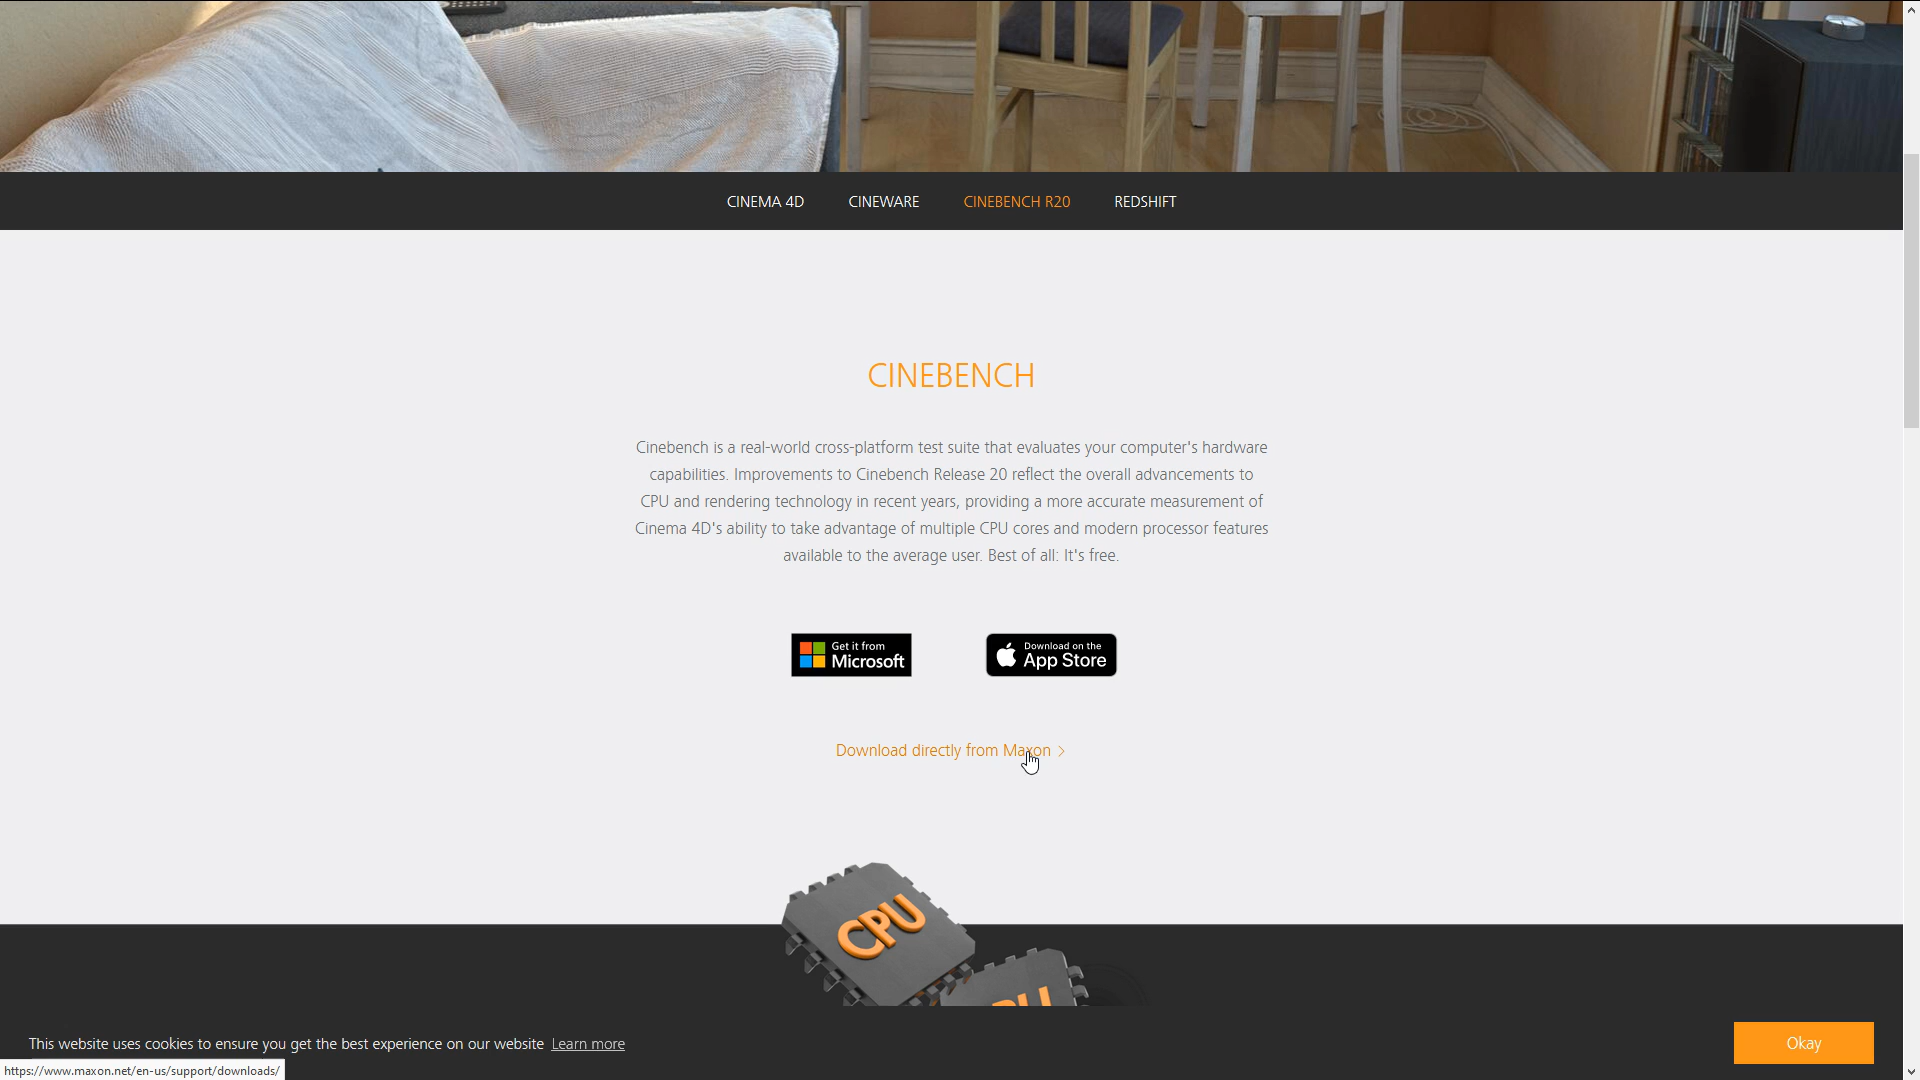 CINEMA 4D
CINEWARE
CINEBENCH R20
REDSHIFT
CINEBENCH
Cinebench is a real-world cross-platform test suite that evaluates your computer's hardware
capabilities. Improvements to Cinebench Release 20 reflect the overall advancements to
CPU and rendering technology in recent years, providing a more accurate measurement of
Cinema 4D's ability to take advantage of multiple CPU cores and modern processor features
available to the average user. Best of all: It's free.
Get it from
Microsoft
Download on the
App Store
Download directly from Maxon >
CPU
This website uses cookies to ensure you get the best experience on our website Learn more
Okay
https://www.maxon.net/en-us/support/downloads/